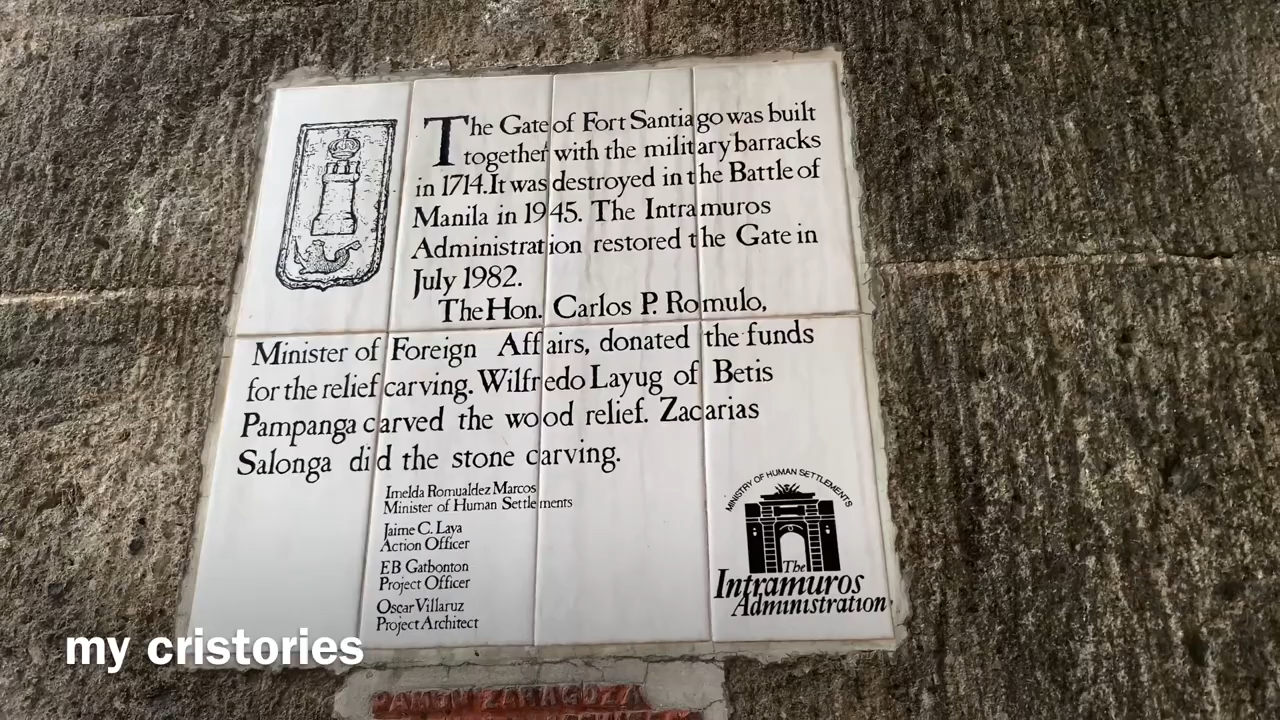 The Gate of Fort Santiago was built
together with the military barracks
in 1714. It was destroyed in the Battle of
Manila in 1945. The Intramuros
Administration restored the Gate in
July 1982.
The Hon. Carlos P. Romulo,
Minister of Foreign Affairs, donated the funds
for the relief carving. Wilfredo Layug of Betis
Pampanga carved the wood relief. Zacarias
Salonga did the stone carving.
Imelda Romualdez Marcos
Minister of Human Settlements
Jaime C. Laya
Action Officer
EB Gatbonton
Project Officer
Oscar Villaruz
Project Architect
MINISTRY OF HUMAN SETTLEMENTS
The
Intramuros
Administration
my cristories
RAMON ZARAGOZA